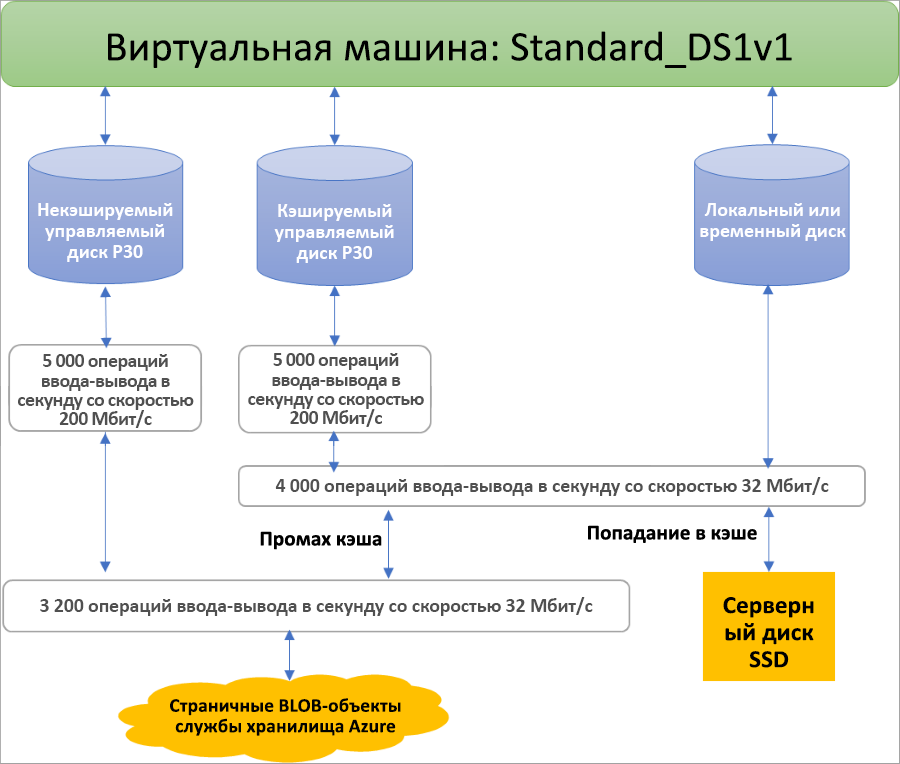 Виртуальная машина: Standard_DS1v1
Некэшируемый
управляемый
диск P30
Кэшируемый
управляемый
диск P30
Локальный или
временный диск
5 000 операций
ввода-вывода в
секунду со скоростью
200 Мбит/с
5 000 операций
ввода-вывода в
секунду со скоростью
200 Мбит/с
4 000 операций ввода-вывода в секунду со скоростью 32 Мбит/с
Промах кэша
Попадание в кэше
3 200 операций ввода-вывода в секунду со скоростью 32 Мбит/с
Серверн
ый диск
SSD
Страничные BLOB-объекты
службы хранилища Azure